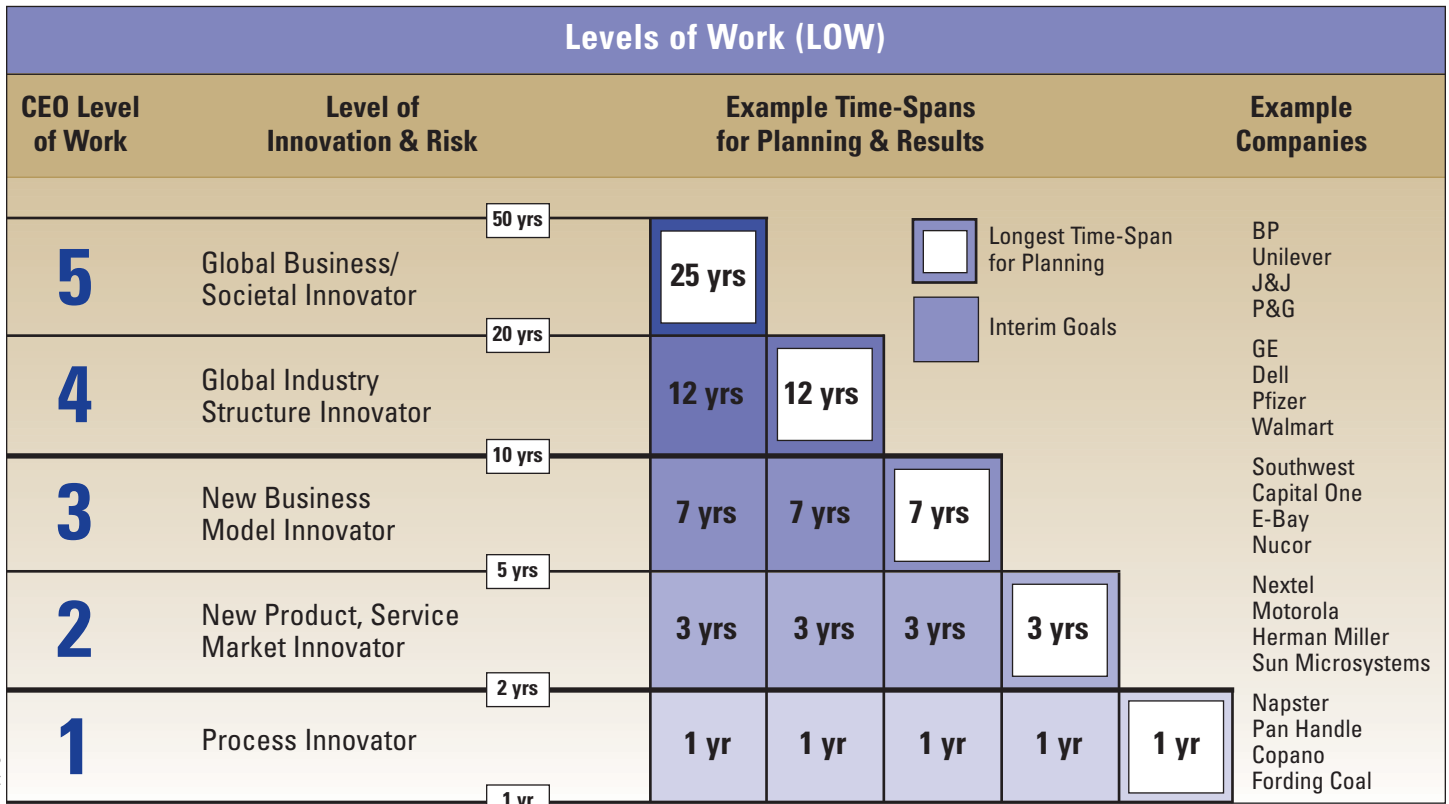 Levels of Work (LOW)
CEO Level
of Work
Level of
Innovation & Risk
Example Time-Spans
for Planning & Results
Example
Companies
50 yrs
5
Global Business/
Societal Innovator
25 yrs
Longest Time-Span
for Planning
Interim Goals
BP
Unilever
J&J
P&G
20 yrs
4
Global Industry
Structure Innovator
12 yrs 12 yrs
GE
Dell
Pfizer
Walmart
10 yrs
3
New Business
Model Innovator
7 yrs 7 yrs 7 yrs
Southwest
Capital One
E-Bay
Nucor
5 yrs
2
New Product, Service
Market Innovator
3 yrs 3 yrs 3 yrs 3 yrs
Nextel
Motorola
Herman Miller
Sun Microsystems
2 yrs
1
Process Innovator
1 yr 1 yr 1 yr 1 yr 1 yr
Napster
Pan Handle
Copano
Fording Coal
1 yr